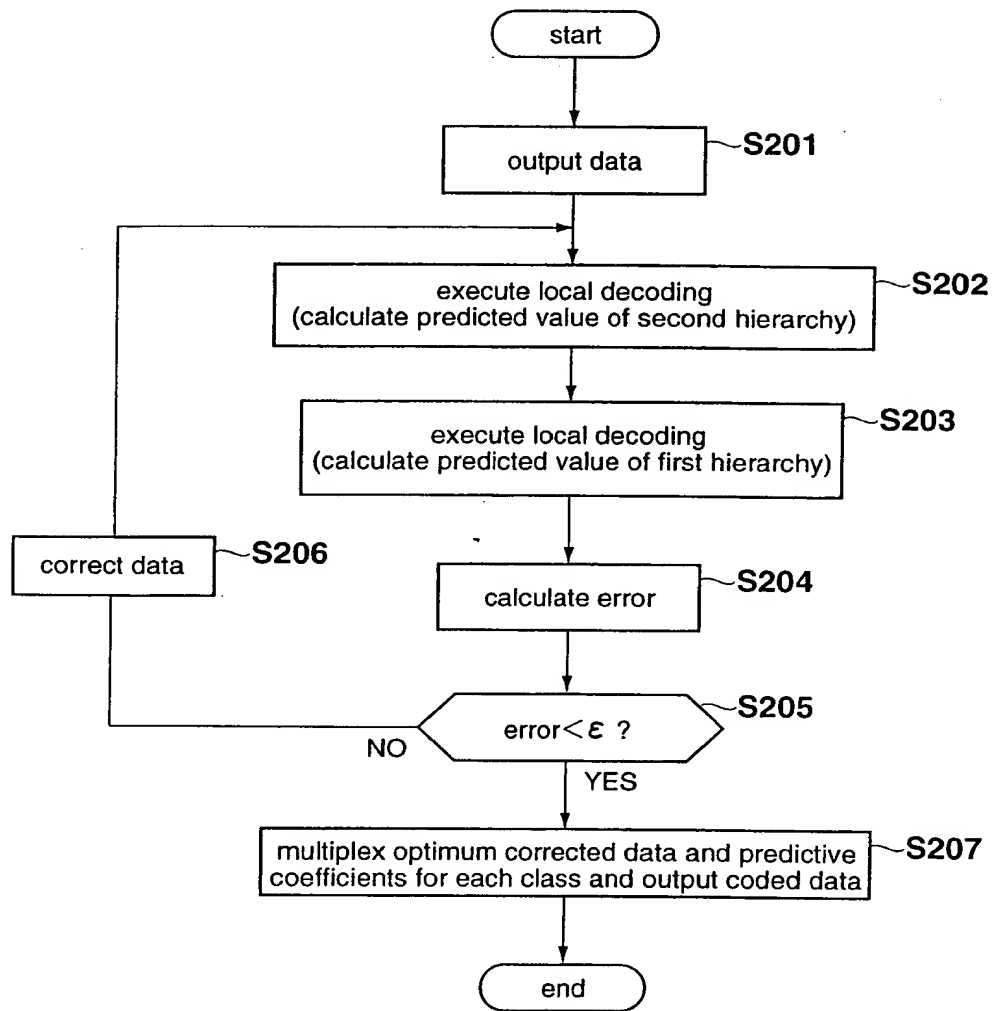 start
output data
S201
execute local decoding
(calculate predicted value of second hierarchy)
S202
execute local decoding
(calculate predicted value of first hierarchy)
S203
correct data
S206
calculate error
S204
error<ε ?
S205
NO
YES
multiplex optimum corrected data and predictive
coefficients for each class and output coded data
S207
end